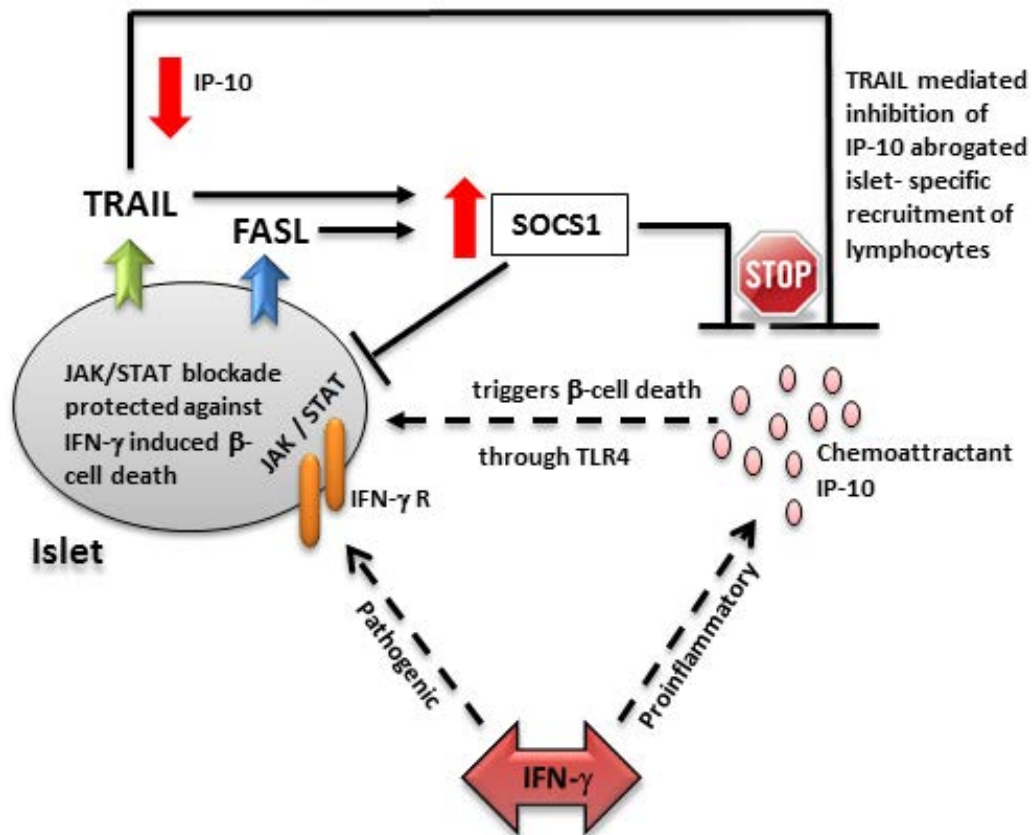 IP-10
TRAIL mediated
inhibition of
IP-10 abrogated
islet- specific
recruitment of
lymphocytes
TRAIL
FASL
SOCS1
STOP
JAK/STAT blockade
protected against
IFN-γ induced β-
cell death
JAK / STAT
IFN-γ R
Islet
triggers β-cell death
through TLR4
Chemoattractant
IP-10
pathogenic
Proinflammatory
IFN-γ